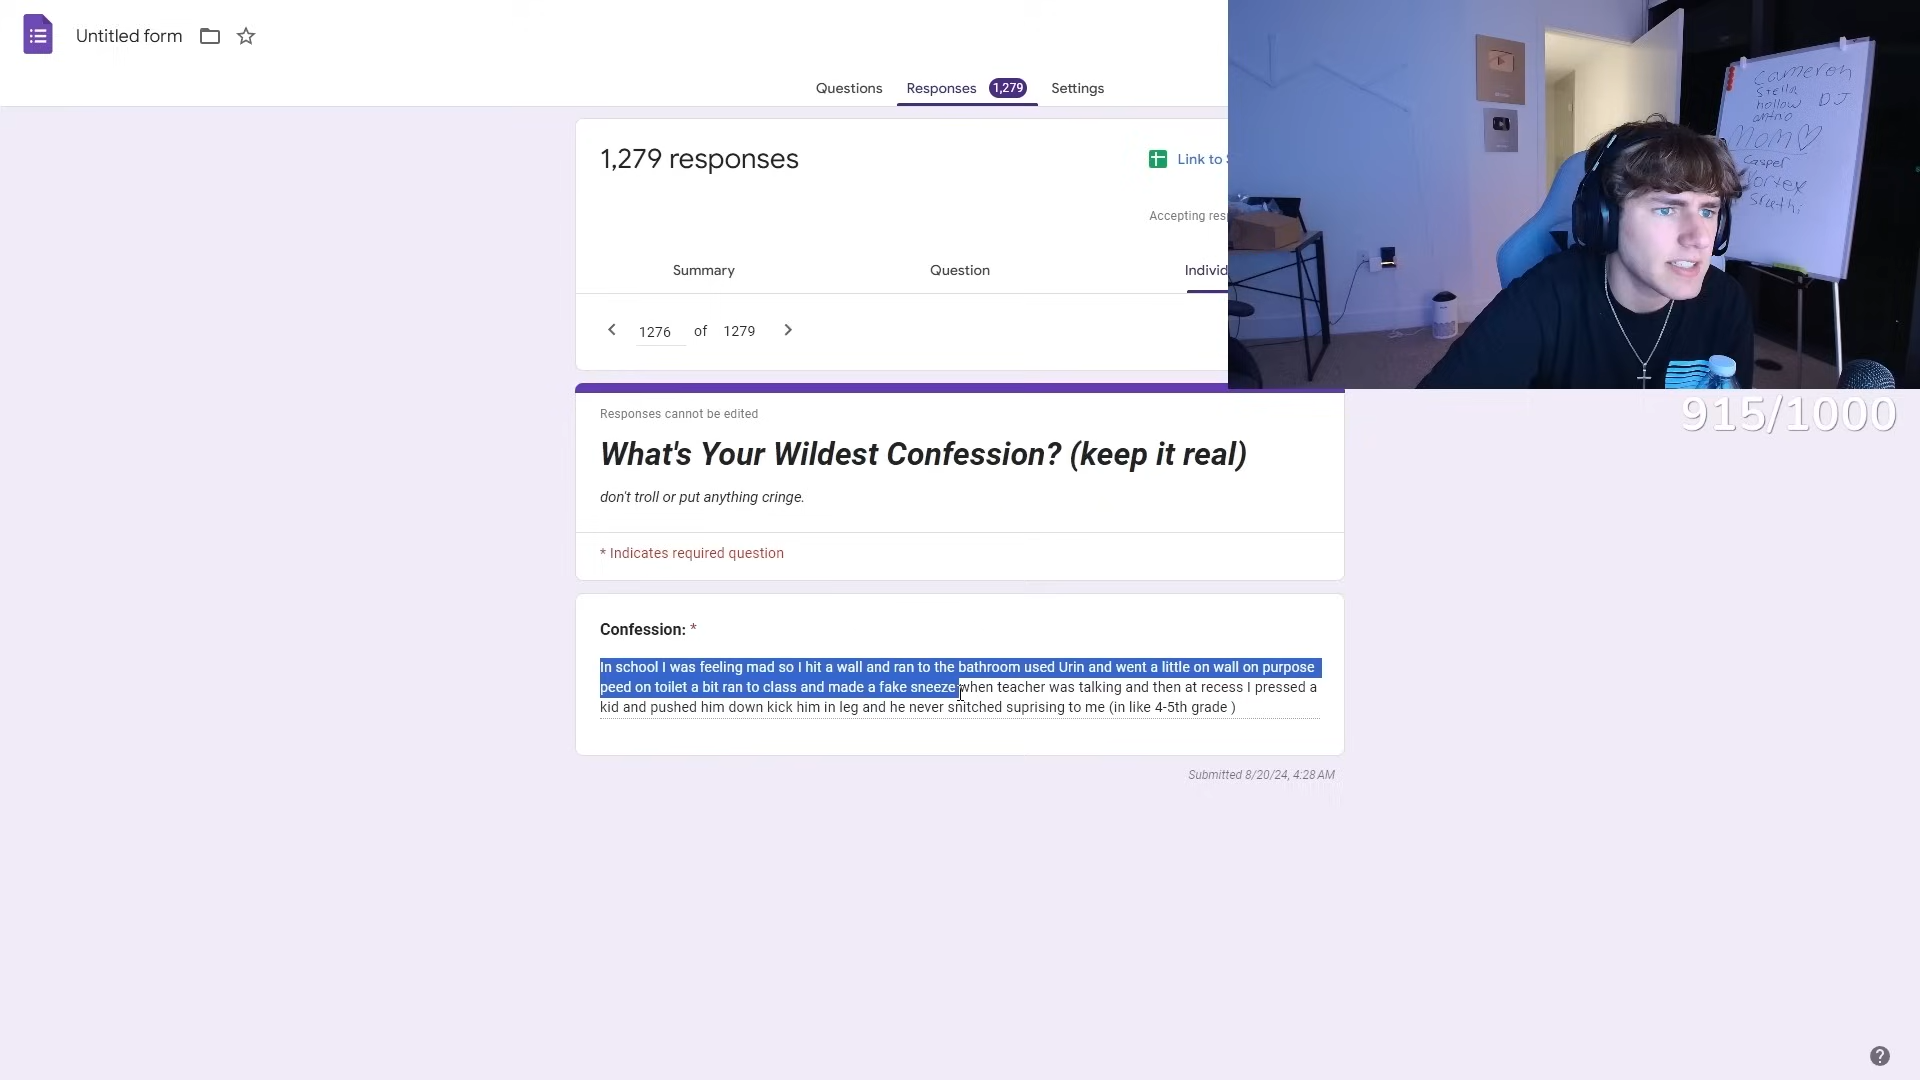 Untitled form
Questions
Responses 1,279
Settings
1,279 responses
Link to
Accepting resp
Summary
Question
Individ
1276 of 1279
Responses cannot be edited
What's Your Wildest Confession? (keep it real)
don't troll or put anything cringe.
* Indicates required question
Confession: *
In school I was feeling mad so I hit a wall and ran to the bathroom used Urin and went a little on wall on purpose
peed on toilet a bit ran to class and made a fake sneeze when teacher was talking and then at recess I pressed a
kid and pushed him down kick him in leg and he never snitched suprising to me (in like 4-5th grade )
Submitted 8/20/24, 4:28 AM
915/1000
Cameron
Stella
hollow DJ
antho
Mom♡
Casper
Vortex
Sruthi